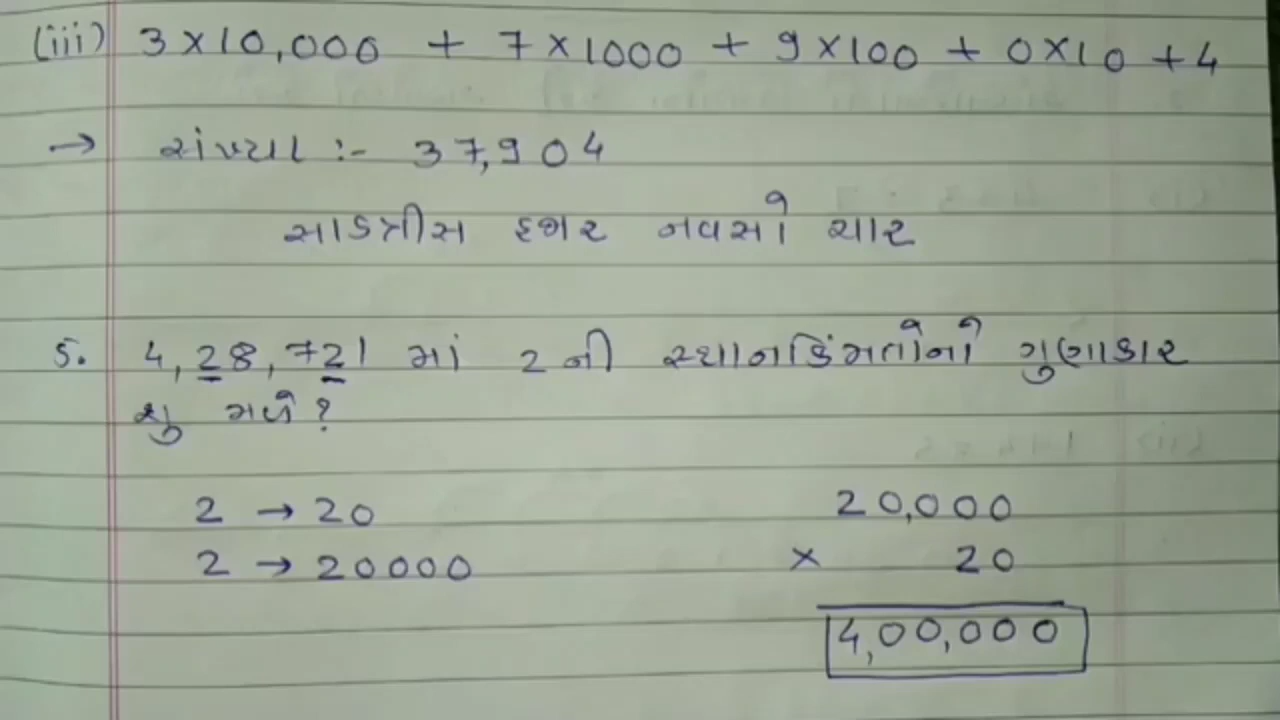 (iii) 3 × 10,000 + 7 × 1000 + 9 × 100 + 0 × 10 + 4
→ સંખ્યા :- 37,904
સાડત્રીસ હજાર નવસો ચાર
5. 4,28,721 માં 2 ની સ્થાનકિંમતોનો ગુણાકાર
શુ મળે ?
2 → 20
2 → 20000
20,000
× 20
4,00,000